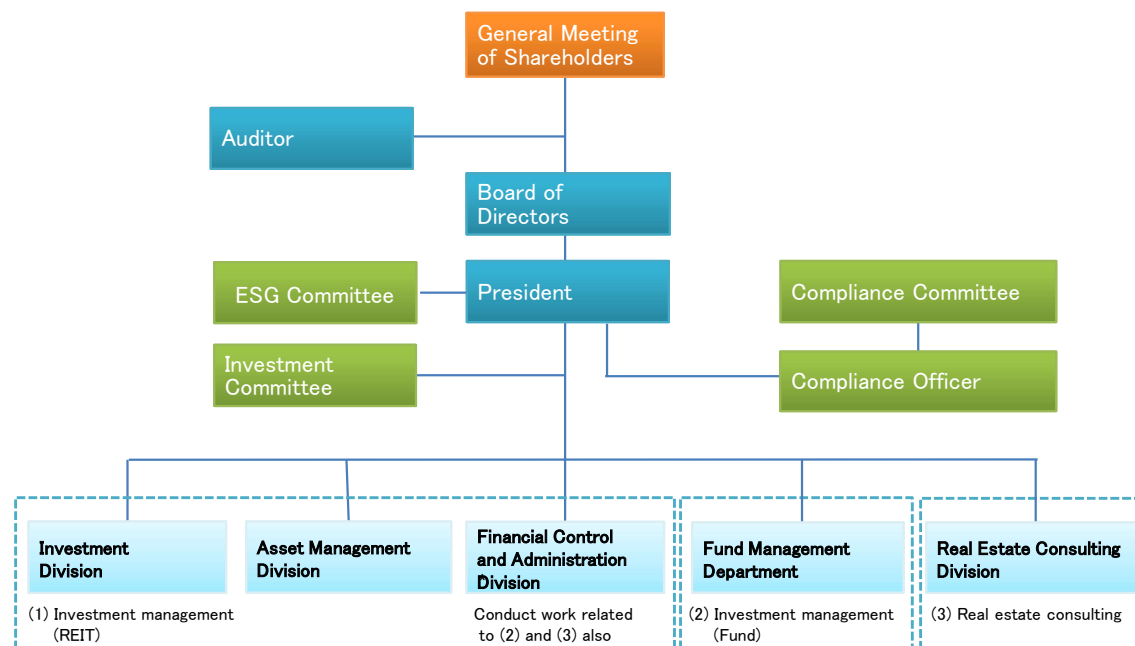 General Meeting
of Shareholders
Auditor
Board of
Directors
ESG Committee
President
Compliance Committee
Investment
Committee
Compliance Officer
Investment
Division
Asset Management
Division
Financial Control
and Administration
Division
Fund Management
Department
Real Estate Consulting
Division
(1) Investment management
(REIT)
Conduct work related
to (2) and (3) also
(2) Investment management
(Fund)
(3) Real estate consulting